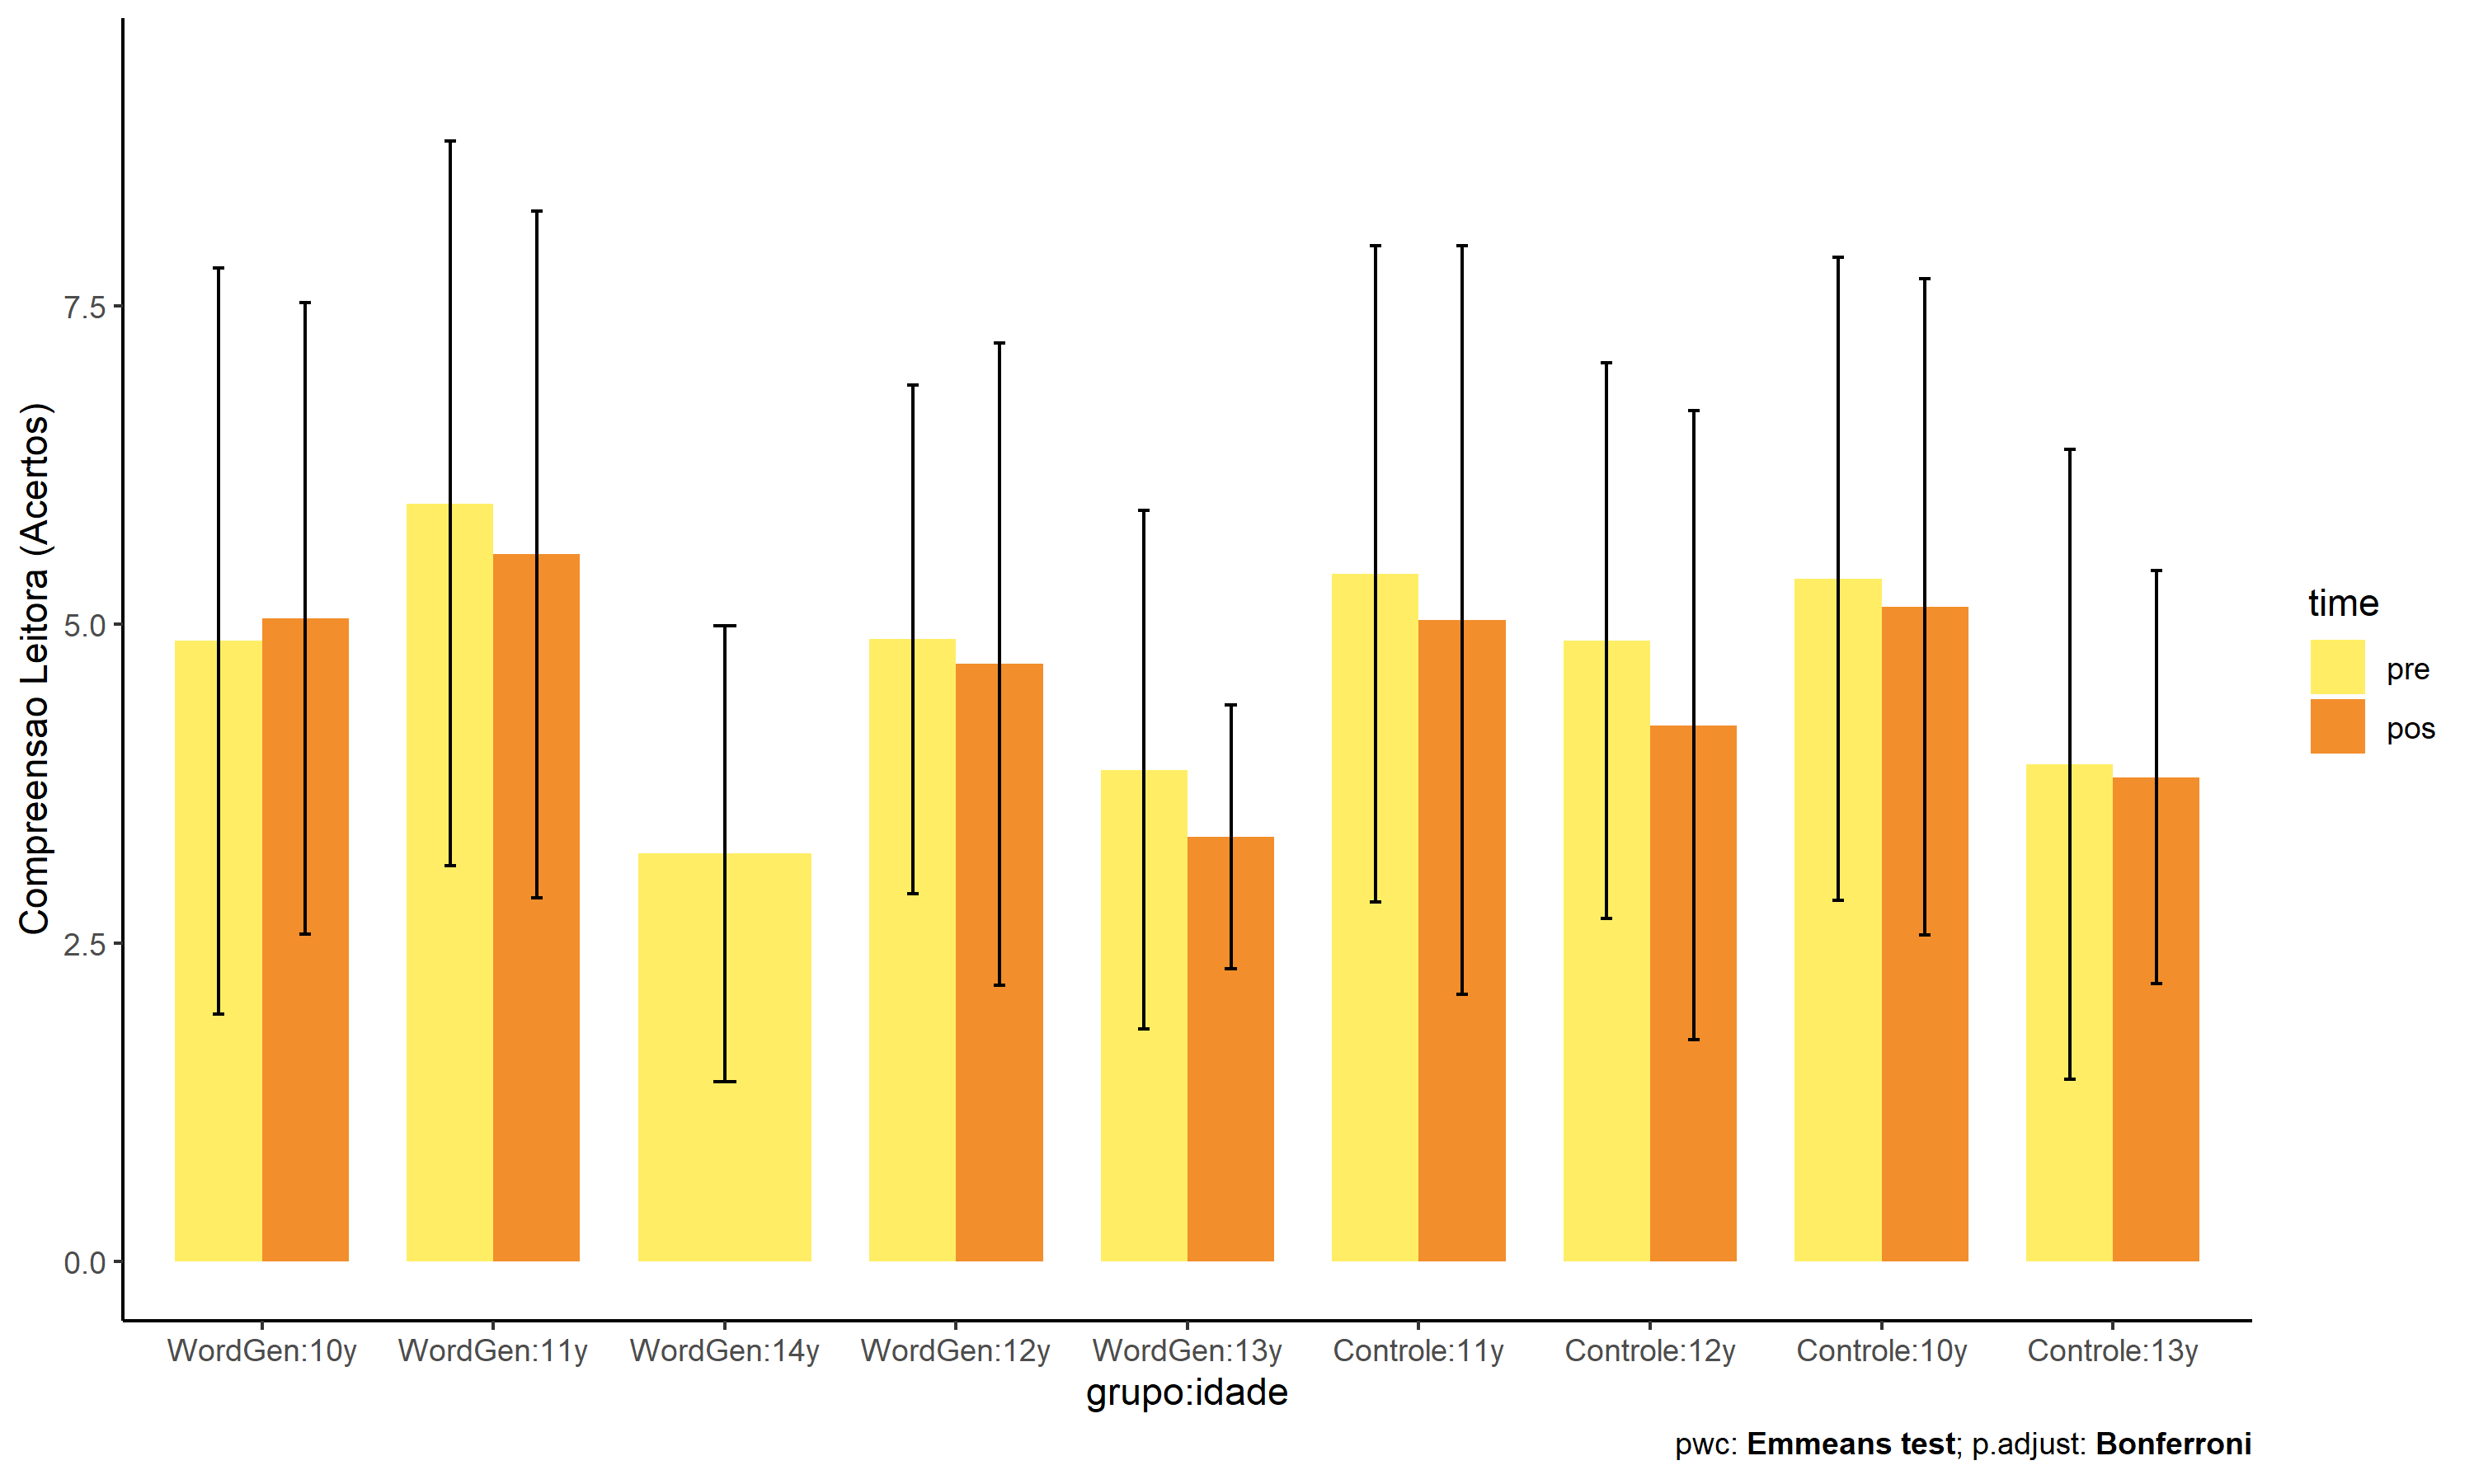 Compreensao Leitora (Acertos)
7.5
5.0
2.5
0.0
WordGen:10y WordGen:11y WordGen:14y WordGen:12y WordGen:13y Controle:11y Controle:12y Controle:10y Controle:13y
grupo:idade
time
pre
pos
pwc: Emmeans test; p.adjust: Bonferroni